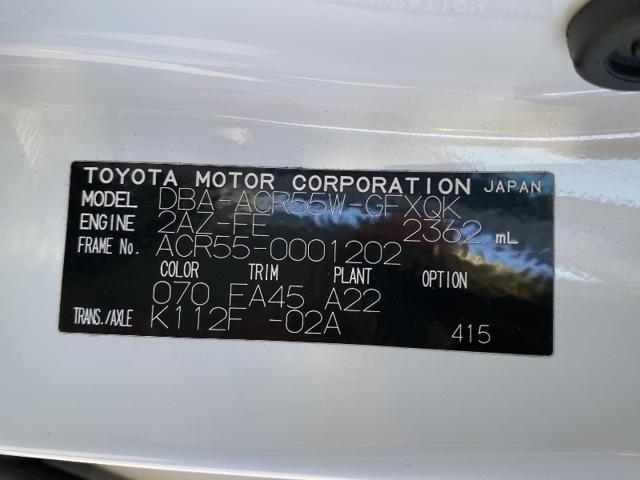 TOYOTA MOTOR CORPORATION JAPAN
MODEL DBA-ACR55W-GFXQK
ENGINE 2AZ-FE 2362 mL
FRAME No. ACR55-0001202
COLOR TRIM PLANT OPTION
070 FA45 A22
TRANS./AXLE K112F -02A 415